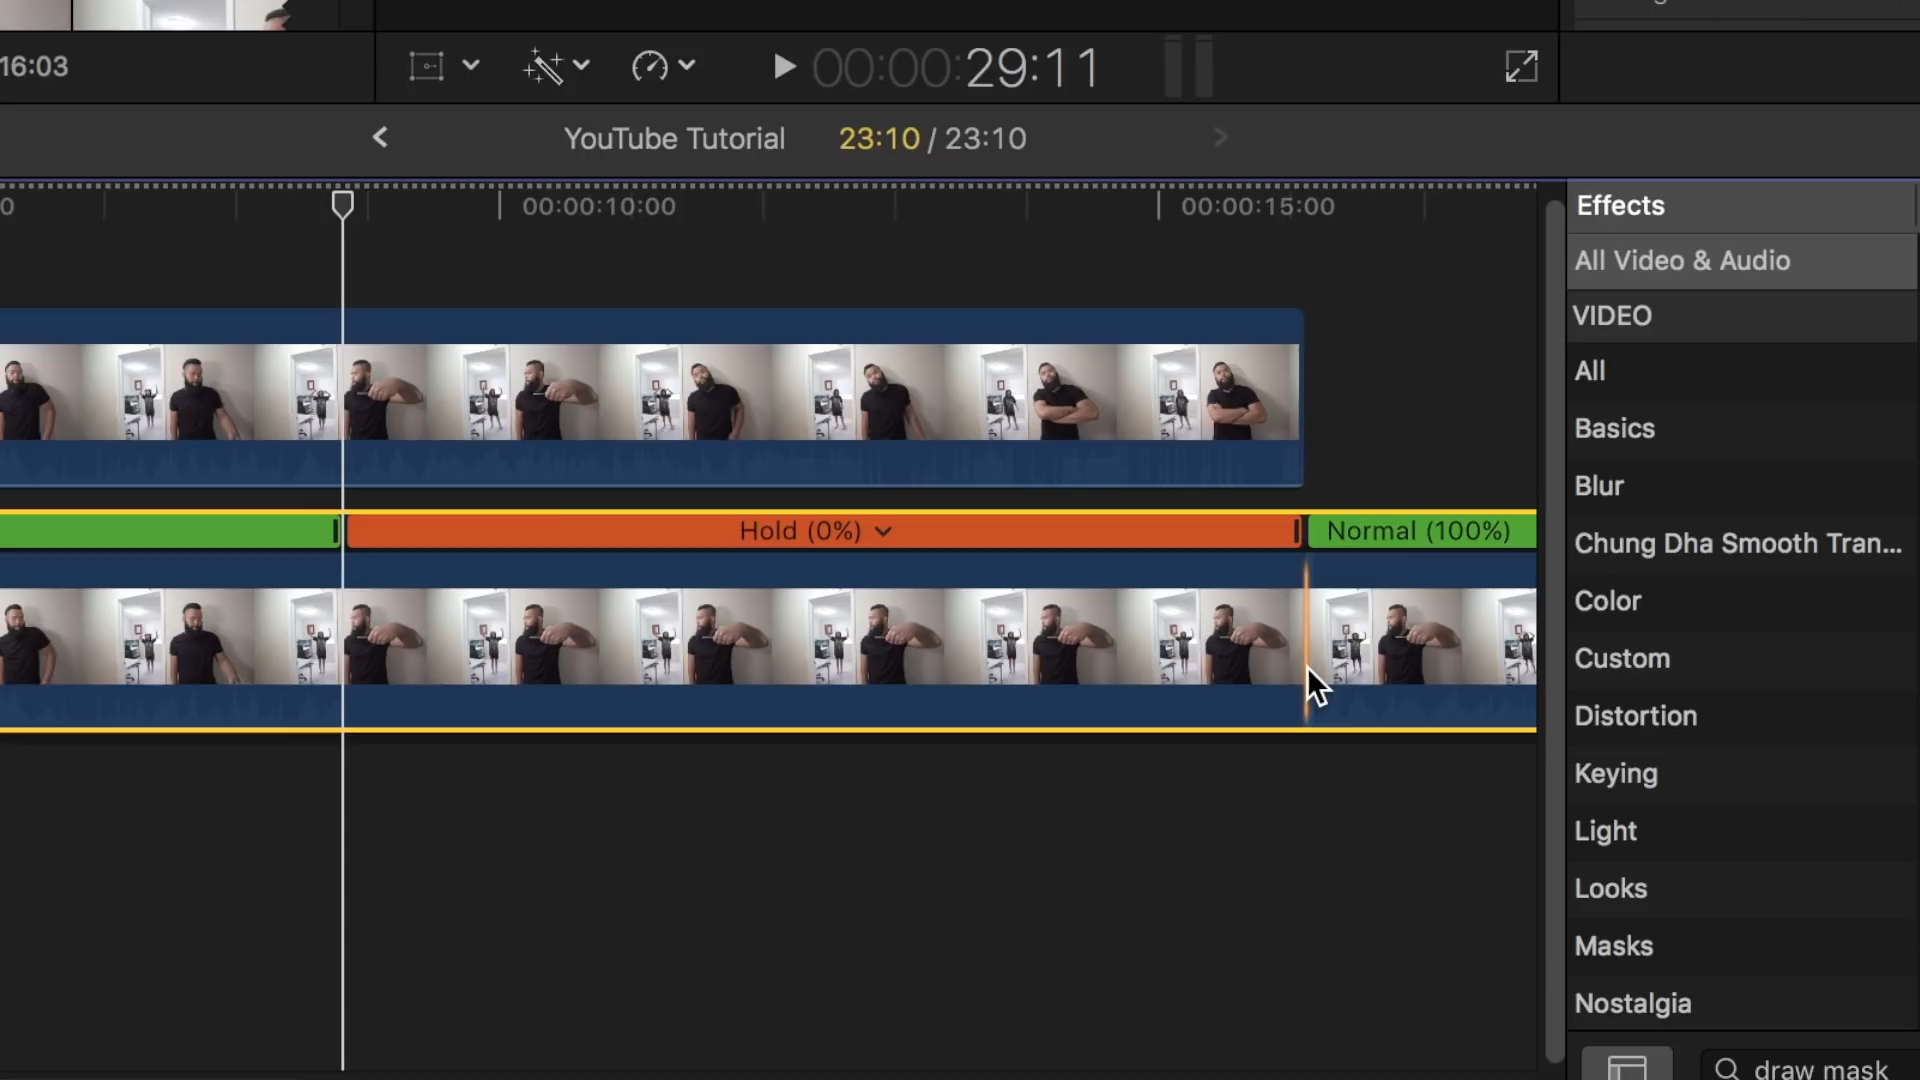 16:03
00:00:29:11
YouTube Tutorial 23:10 / 23:10
0 00:00:10:00 00:00:15:00
Effects
All Video & Audio
VIDEO
All
Basics
Blur
Chung Dha Smooth Tran...
Color
Custom
Distortion
Keying
Light
Looks
Masks
Nostalgia
Hold (0%)
Normal (100%)
draw mask